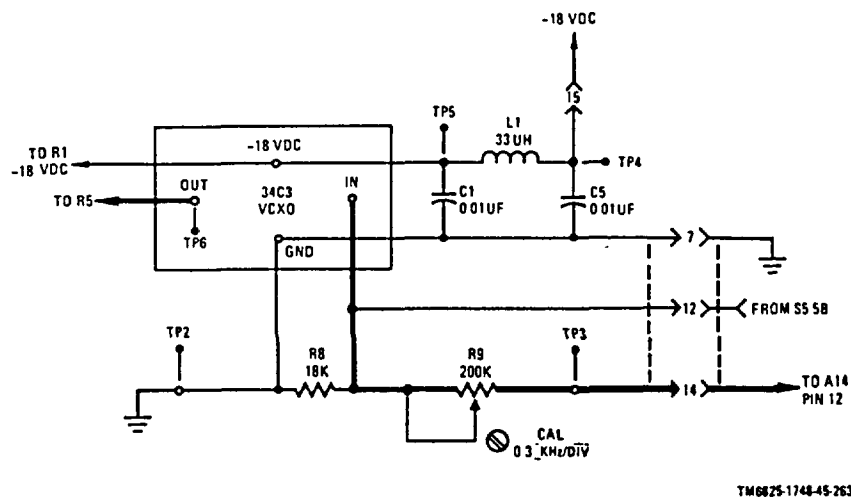 -18 VDC
15
TP5
L1
33UH
TO R1
-18 VDC
-18 VDC
TP4
OUT
34C3
VCXO
IN
C1
0.01UF
C5
0.01UF
TO R5
TP6
GND
7
12
FROM S5 5B
TP2
R8
18K
R9
200K
TP3
14
TO A14
PIN 12
CAL
0.3 KHz/DIV
TM6625-1748-45-263